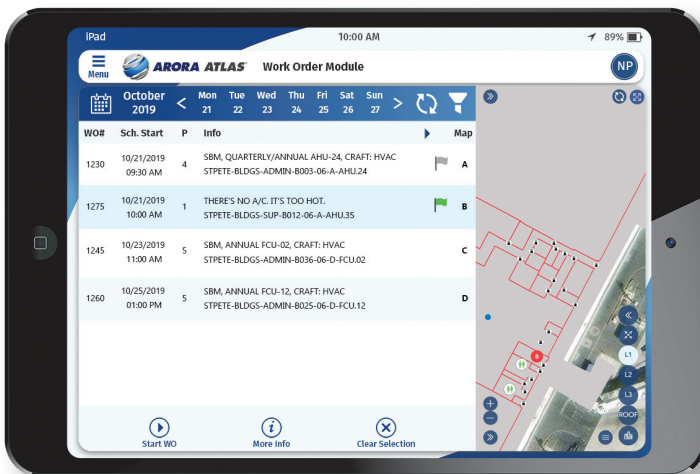 iPad 10:00 AM 89%
Menu ARORA ATLAS Work Order Module NP
October 2019 < Mon 21 Tue 22 Wed 23 Thu 24 Fri 25 Sat 26 Sun 27 >
WO# Sch. Start P Info Map
1230 10/21/2019 09:30 AM 4 SBM, QUARTERLY/ANNUAL AHU-24, CRAFT: HVAC A
STPETE-BLDGS-ADMIN-B003-06-A-AHU.24
1275 10/21/2019 10:00 AM 1 THERE'S NO A/C. IT'S TOO HOT. B
STPETE-BLDGS-SUP-B012-06-A-AHU.35
1245 10/23/2019 11:00 AM 5 SBM, ANNUAL FCU-02, CRAFT: HVAC C
STPETE-BLDGS-ADMIN-B036-06-D-FCU.02
1260 10/25/2019 01:00 PM 5 SBM, ANNUAL FCU-12, CRAFT: HVAC D
STPETE-BLDGS-ADMIN-B025-06-D-FCU.12
B
L1
L2
L3
ROOF
Start WO More Info Clear Selection